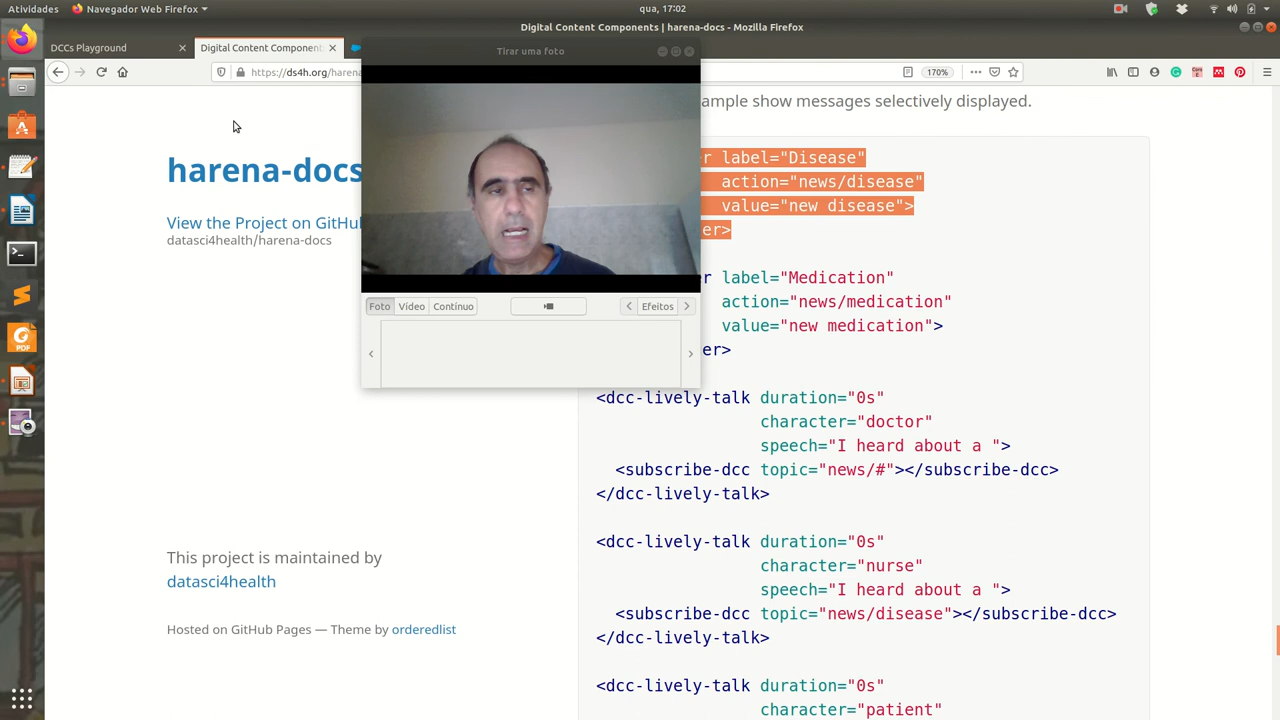 Atividades
Navegador Web Firefox
qua, 17:02
Digital Content Components | harena-docs - Mozilla Firefox
DCCs Playground
Digital Content Component
Tirar uma foto
https://ds4h.org/harena
170%
ample show messages selectively displayed.
harena-docs
View the Project on GitHu
datasci4health/harena-docs
er label="Disease"
action="news/disease"
value="new disease">
er>
er label="Medication"
action="news/medication"
value="new medication">
er>
Foto
Vídeo
Contínuo
Efeitos
<dcc-lively-talk duration="0s"
character="doctor"
speech="I heard about a ">
<subscribe-dcc topic="news/#"></subscribe-dcc>
</dcc-lively-talk>
<dcc-lively-talk duration="0s"
character="nurse"
speech="I heard about a ">
<subscribe-dcc topic="news/disease"></subscribe-dcc>
</dcc-lively-talk>
<dcc-lively-talk duration="0s"
character="patient"
This project is maintained by
datasci4health
Hosted on GitHub Pages — Theme by orderedlist